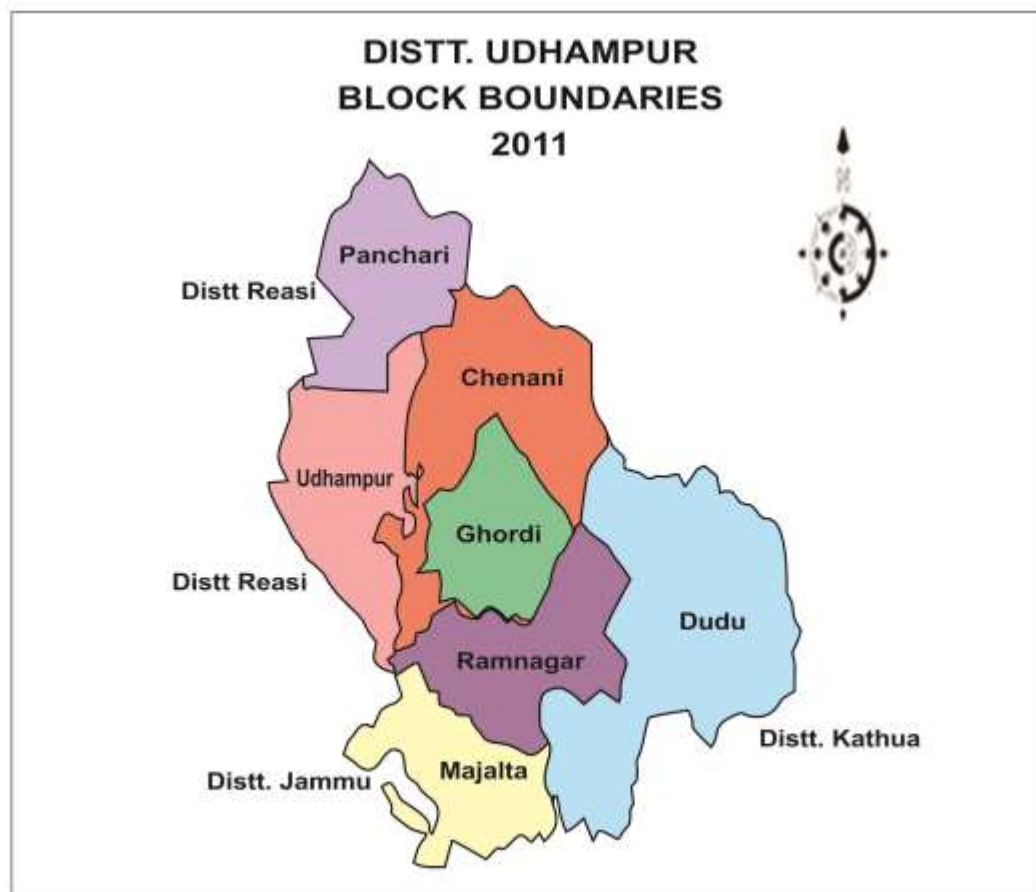 DISTT. UDHAMPUR
BLOCK BOUNDARIES
2011
Panchari
Distt Reasi
Chenani
Udhampur
Ghordi
Distt Reasi
Dudu
Ramnagar
Distt. Kathua
Majalta
Distt. Jammu